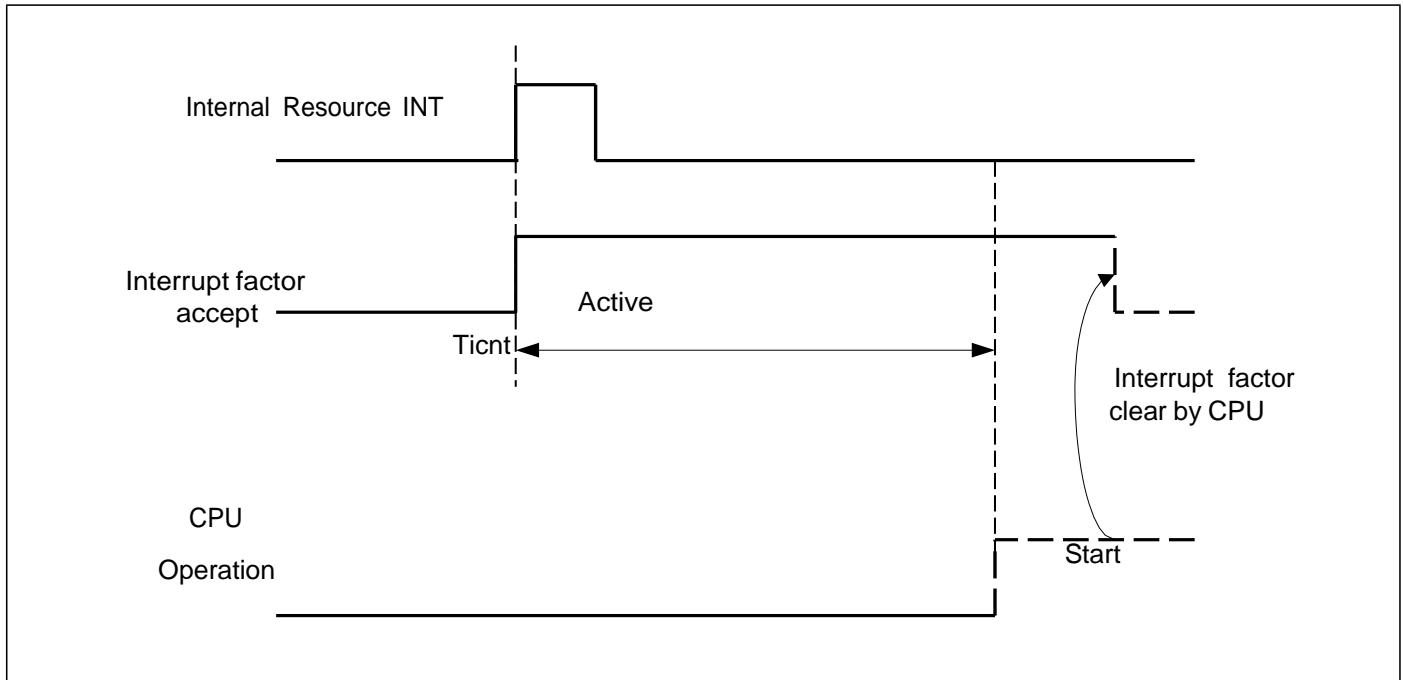 Internal Resource INT
Interrupt factor
accept
Active
Ticnt
Interrupt factor
clear by CPU
CPU
Operation
Start